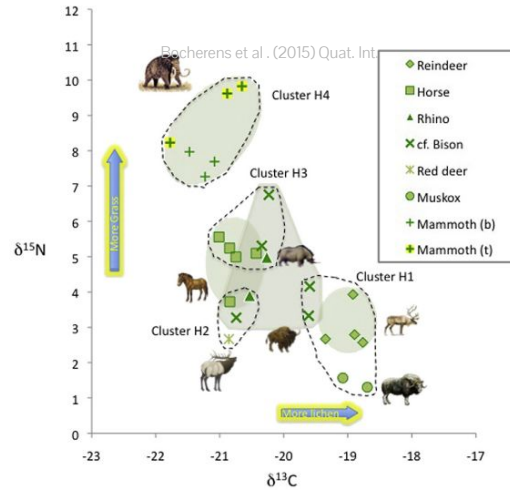 Bocherens et al. (2015) Quat. Int.
12
11
10
9
8
7
6
5
4
3
2
1
0
δ¹⁵N
More Grass
Cluster H4
Cluster H3
Cluster H1
Cluster H2
More lichen
Reindeer
Horse
Rhino
cf. Bison
Red deer
Muskox
Mammoth (b)
Mammoth (t)
-23 -22 -21 -20 -19 -18 -17
δ¹³C